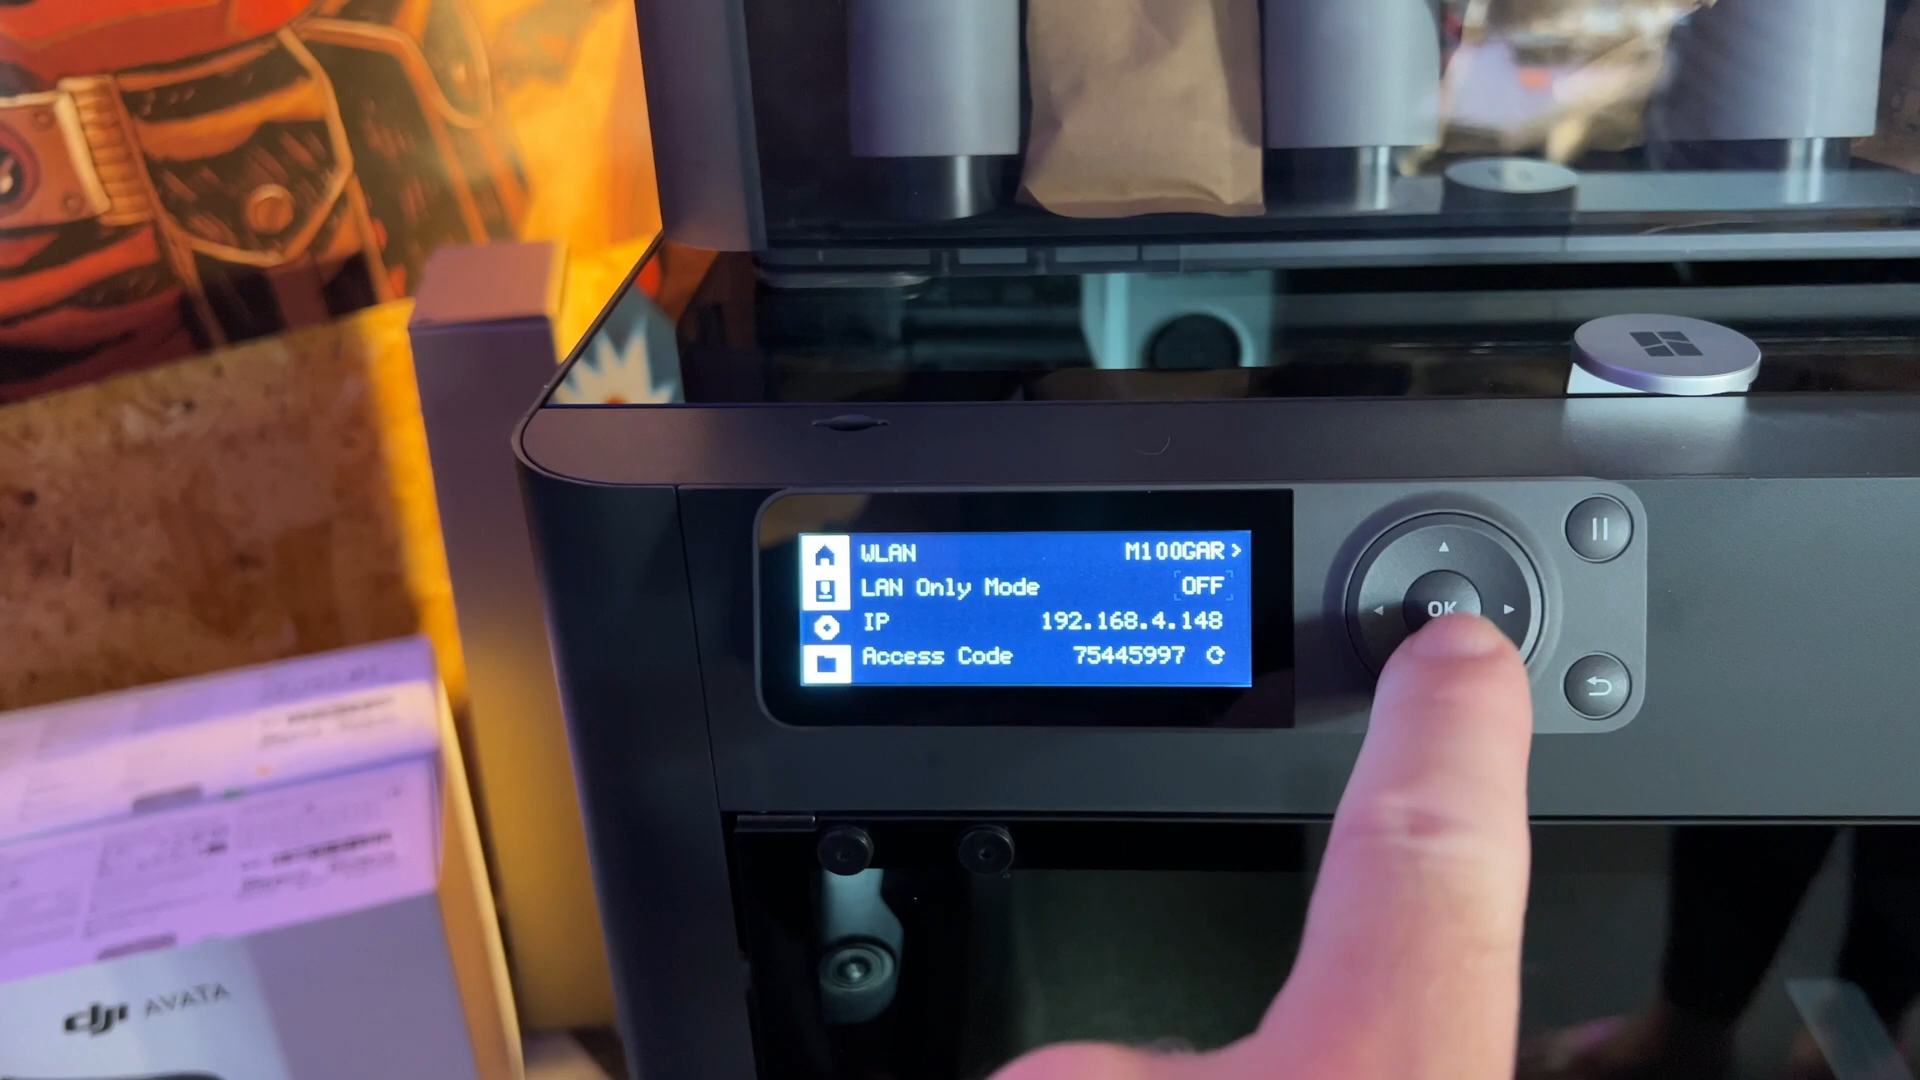 WLAN M100GAR >
LAN Only Mode OFF
IP 192.168.4.148
Access Code 75445997
OK
dji AVATA